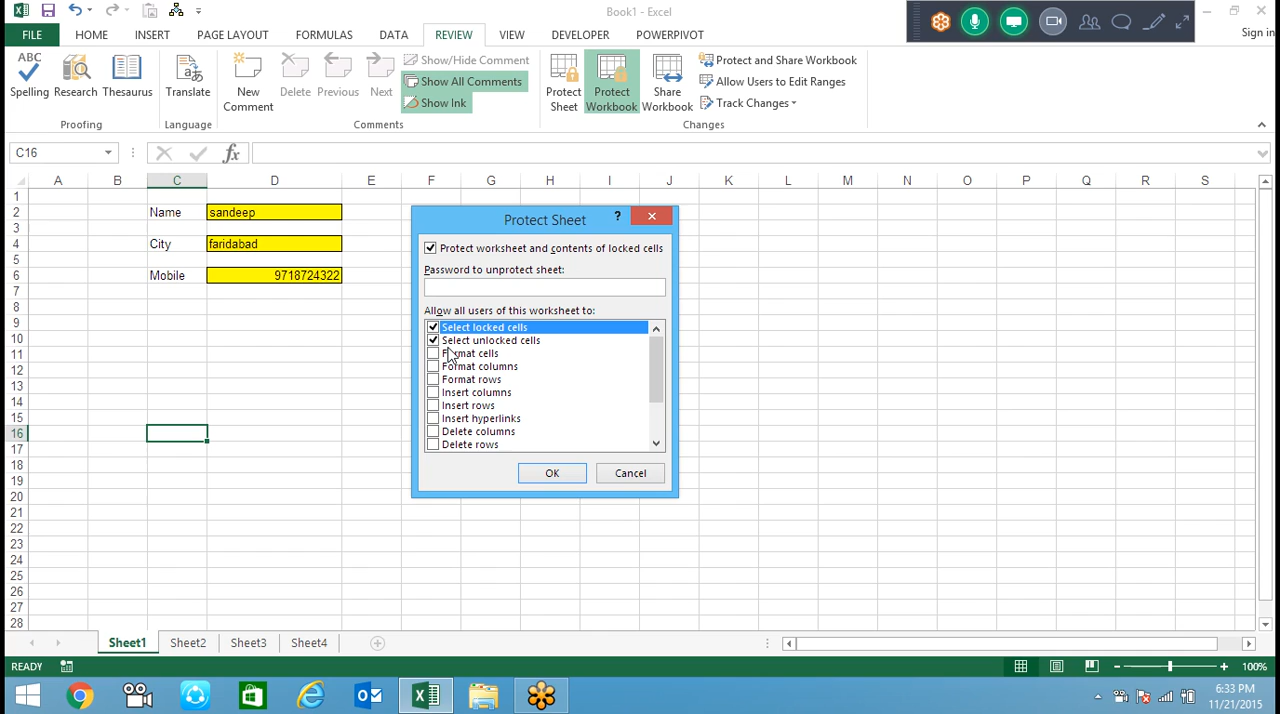 Book1 - Excel
Sign in
FILE HOME INSERT PAGE LAYOUT FORMULAS DATA REVIEW VIEW DEVELOPER POWERPIVOT
ABC
Spelling Research Thesaurus
Proofing
Translate
Language
New Comment
Delete Previous Next
Show/Hide Comment
Show All Comments
Show Ink
Comments
Protect Sheet
Protect Workbook
Share Workbook
Protect and Share Workbook
Allow Users to Edit Ranges
Track Changes
Changes
C16 fx
A B C D E F G H I J K L M N O P Q R S
1
2 Name sandeep
3
4 City faridabad
5
6 Mobile 9718724322
7
8
9
10
11
12
13
14
15
16
17
18
19
20
21
22
23
24
25
26
27
28
Protect Sheet ?
Protect worksheet and contents of locked cells
Password to unprotect sheet:
Allow all users of this worksheet to:
Select locked cells
Select unlocked cells
Format cells
Format columns
Format rows
Insert columns
Insert rows
Insert hyperlinks
Delete columns
Delete rows
OK Cancel
Sheet1 Sheet2 Sheet3 Sheet4
READY 100%
6:33 PM
11/21/2015